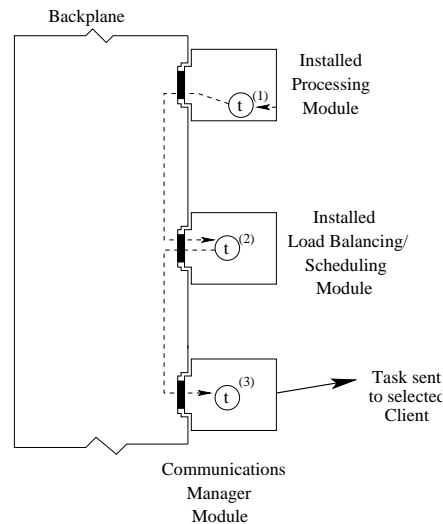 Backplane
Installed
Processing
Module
t (1)
Installed
Load Balancing/
Scheduling
Module
t (2)
t (3)
Task sent
to selected
Client
Communications
Manager
Module